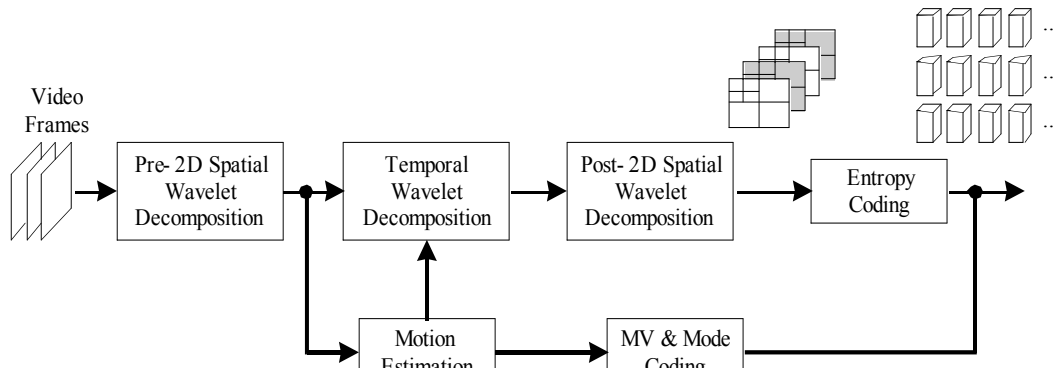 Video
Frames
Pre- 2D Spatial
Wavelet
Decomposition
Temporal
Wavelet
Decomposition
Post- 2D Spatial
Wavelet
Decomposition
Entropy
Coding
Motion
Estimation
MV & Mode
Coding
...
...
...